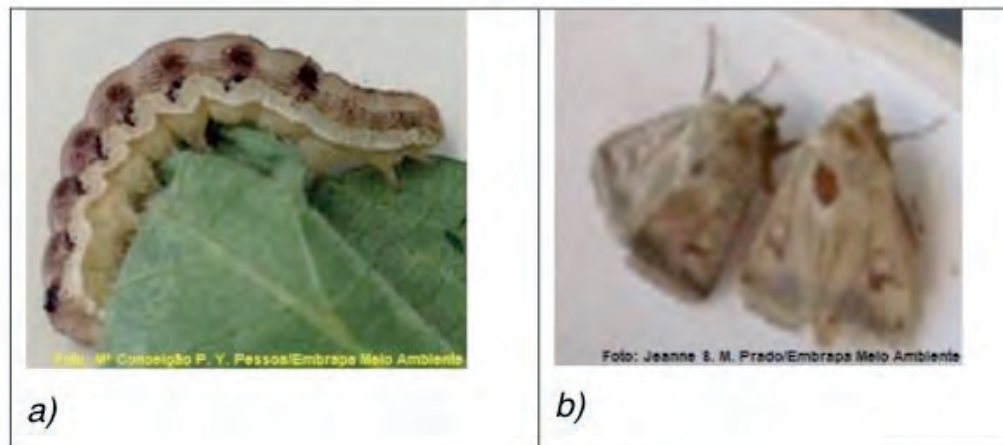 Foto: Mª Conceição P. Y. Pessoa/Embrapa Meio Ambiente
Foto: Jeanne S. M. Prado/Embrapa Meio Ambiente
a)
b)